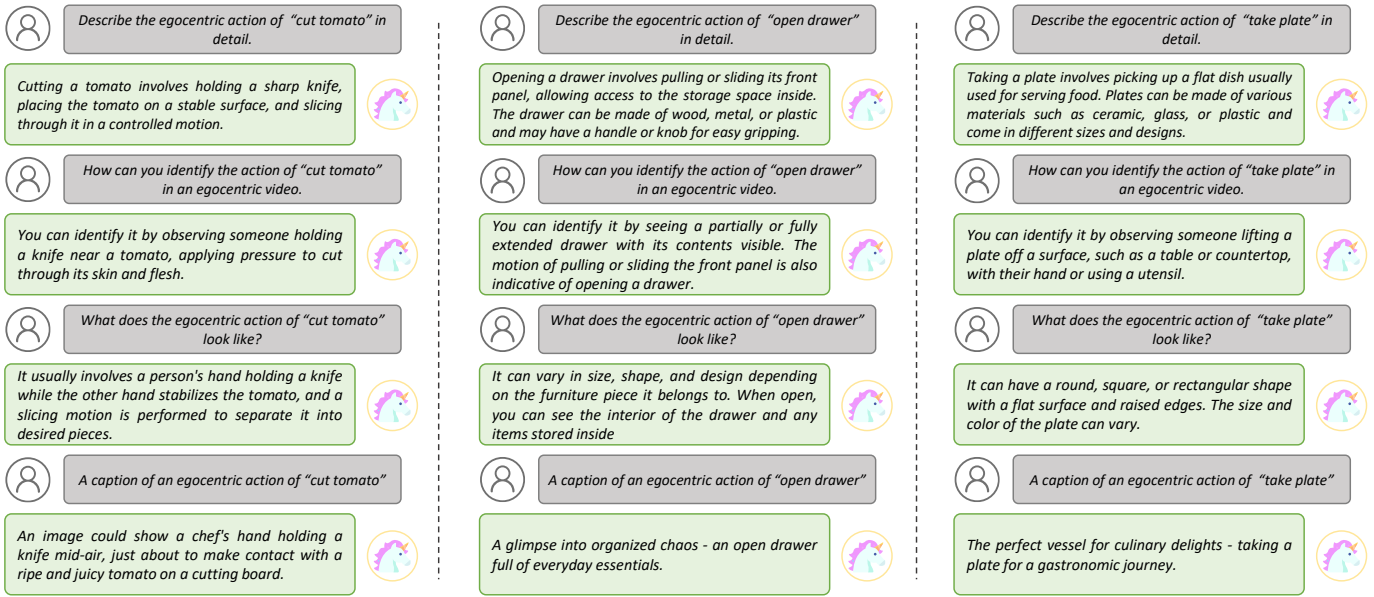 Describe the egocentric action of “cut tomato” in
detail.
Cutting a tomato involves holding a sharp knife,
placing the tomato on a stable surface, and slicing
through it in a controlled motion.
How can you identify the action of “cut tomato”
in an egocentric video.
You can identify it by observing someone holding
a knife near a tomato, applying pressure to cut
through its skin and flesh.
What does the egocentric action of “cut tomato”
look like?
It usually involves a person's hand holding a knife
while the other hand stabilizes the tomato, and a
slicing motion is performed to separate it into
desired pieces.
A caption of an egocentric action of “cut tomato”
An image could show a chef's hand holding a
knife mid-air, just about to make contact with a
ripe and juicy tomato on a cutting board.
Describe the egocentric action of “open drawer”
in detail.
Opening a drawer involves pulling or sliding its front
panel, allowing access to the storage space inside.
The drawer can be made of wood, metal, or plastic
and may have a handle or knob for easy gripping.
How can you identify the action of “open drawer”
in an egocentric video.
You can identify it by seeing a partially or fully
extended drawer with its contents visible. The
motion of pulling or sliding the front panel is also
indicative of opening a drawer.
What does the egocentric action of “open drawer”
look like?
It can vary in size, shape, and design depending
on the furniture piece it belongs to. When open,
you can see the interior of the drawer and any
items stored inside
A caption of an egocentric action of “open drawer”
A glimpse into organized chaos - an open drawer
full of everyday essentials.
Describe the egocentric action of “take plate” in
detail.
Taking a plate involves picking up a flat dish usually
used for serving food. Plates can be made of various
materials such as ceramic, glass, or plastic and
come in different sizes and designs.
How can you identify the action of “take plate” in
an egocentric video.
You can identify it by observing someone lifting a
plate off a surface, such as a table or countertop,
with their hand or using a utensil.
What does the egocentric action of “take plate”
look like?
It can have a round, square, or rectangular shape
with a flat surface and raised edges. The size and
color of the plate can vary.
A caption of an egocentric action of “take plate”
The perfect vessel for culinary delights - taking a
plate for a gastronomic journey.